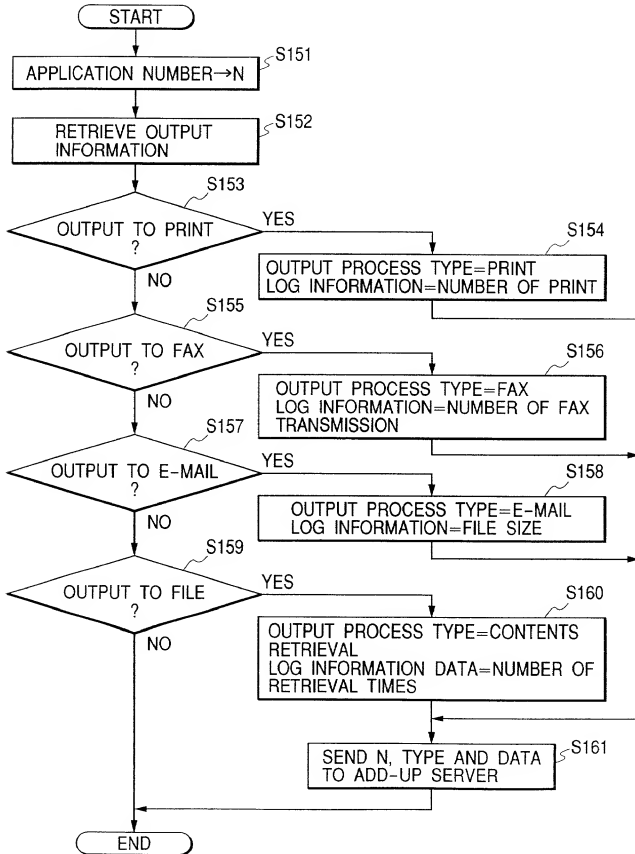 START
S151
APPLICATION NUMBER→N
S152
RETRIEVE OUTPUT
INFORMATION
S153
OUTPUT TO PRINT
?
YES
NO
S154
OUTPUT PROCESS TYPE=PRINT
LOG INFORMATION=NUMBER OF PRINT
S155
OUTPUT TO FAX
?
YES
NO
S156
OUTPUT PROCESS TYPE=FAX
LOG INFORMATION=NUMBER OF FAX
TRANSMISSION
S157
OUTPUT TO E-MAIL
?
YES
NO
S158
OUTPUT PROCESS TYPE=E-MAIL
LOG INFORMATION=FILE SIZE
S159
OUTPUT TO FILE
?
YES
NO
S160
OUTPUT PROCESS TYPE=CONTENTS
RETRIEVAL
LOG INFORMATION DATA=NUMBER OF
RETRIEVAL TIMES
S161
SEND N, TYPE AND DATA
TO ADD-UP SERVER
END